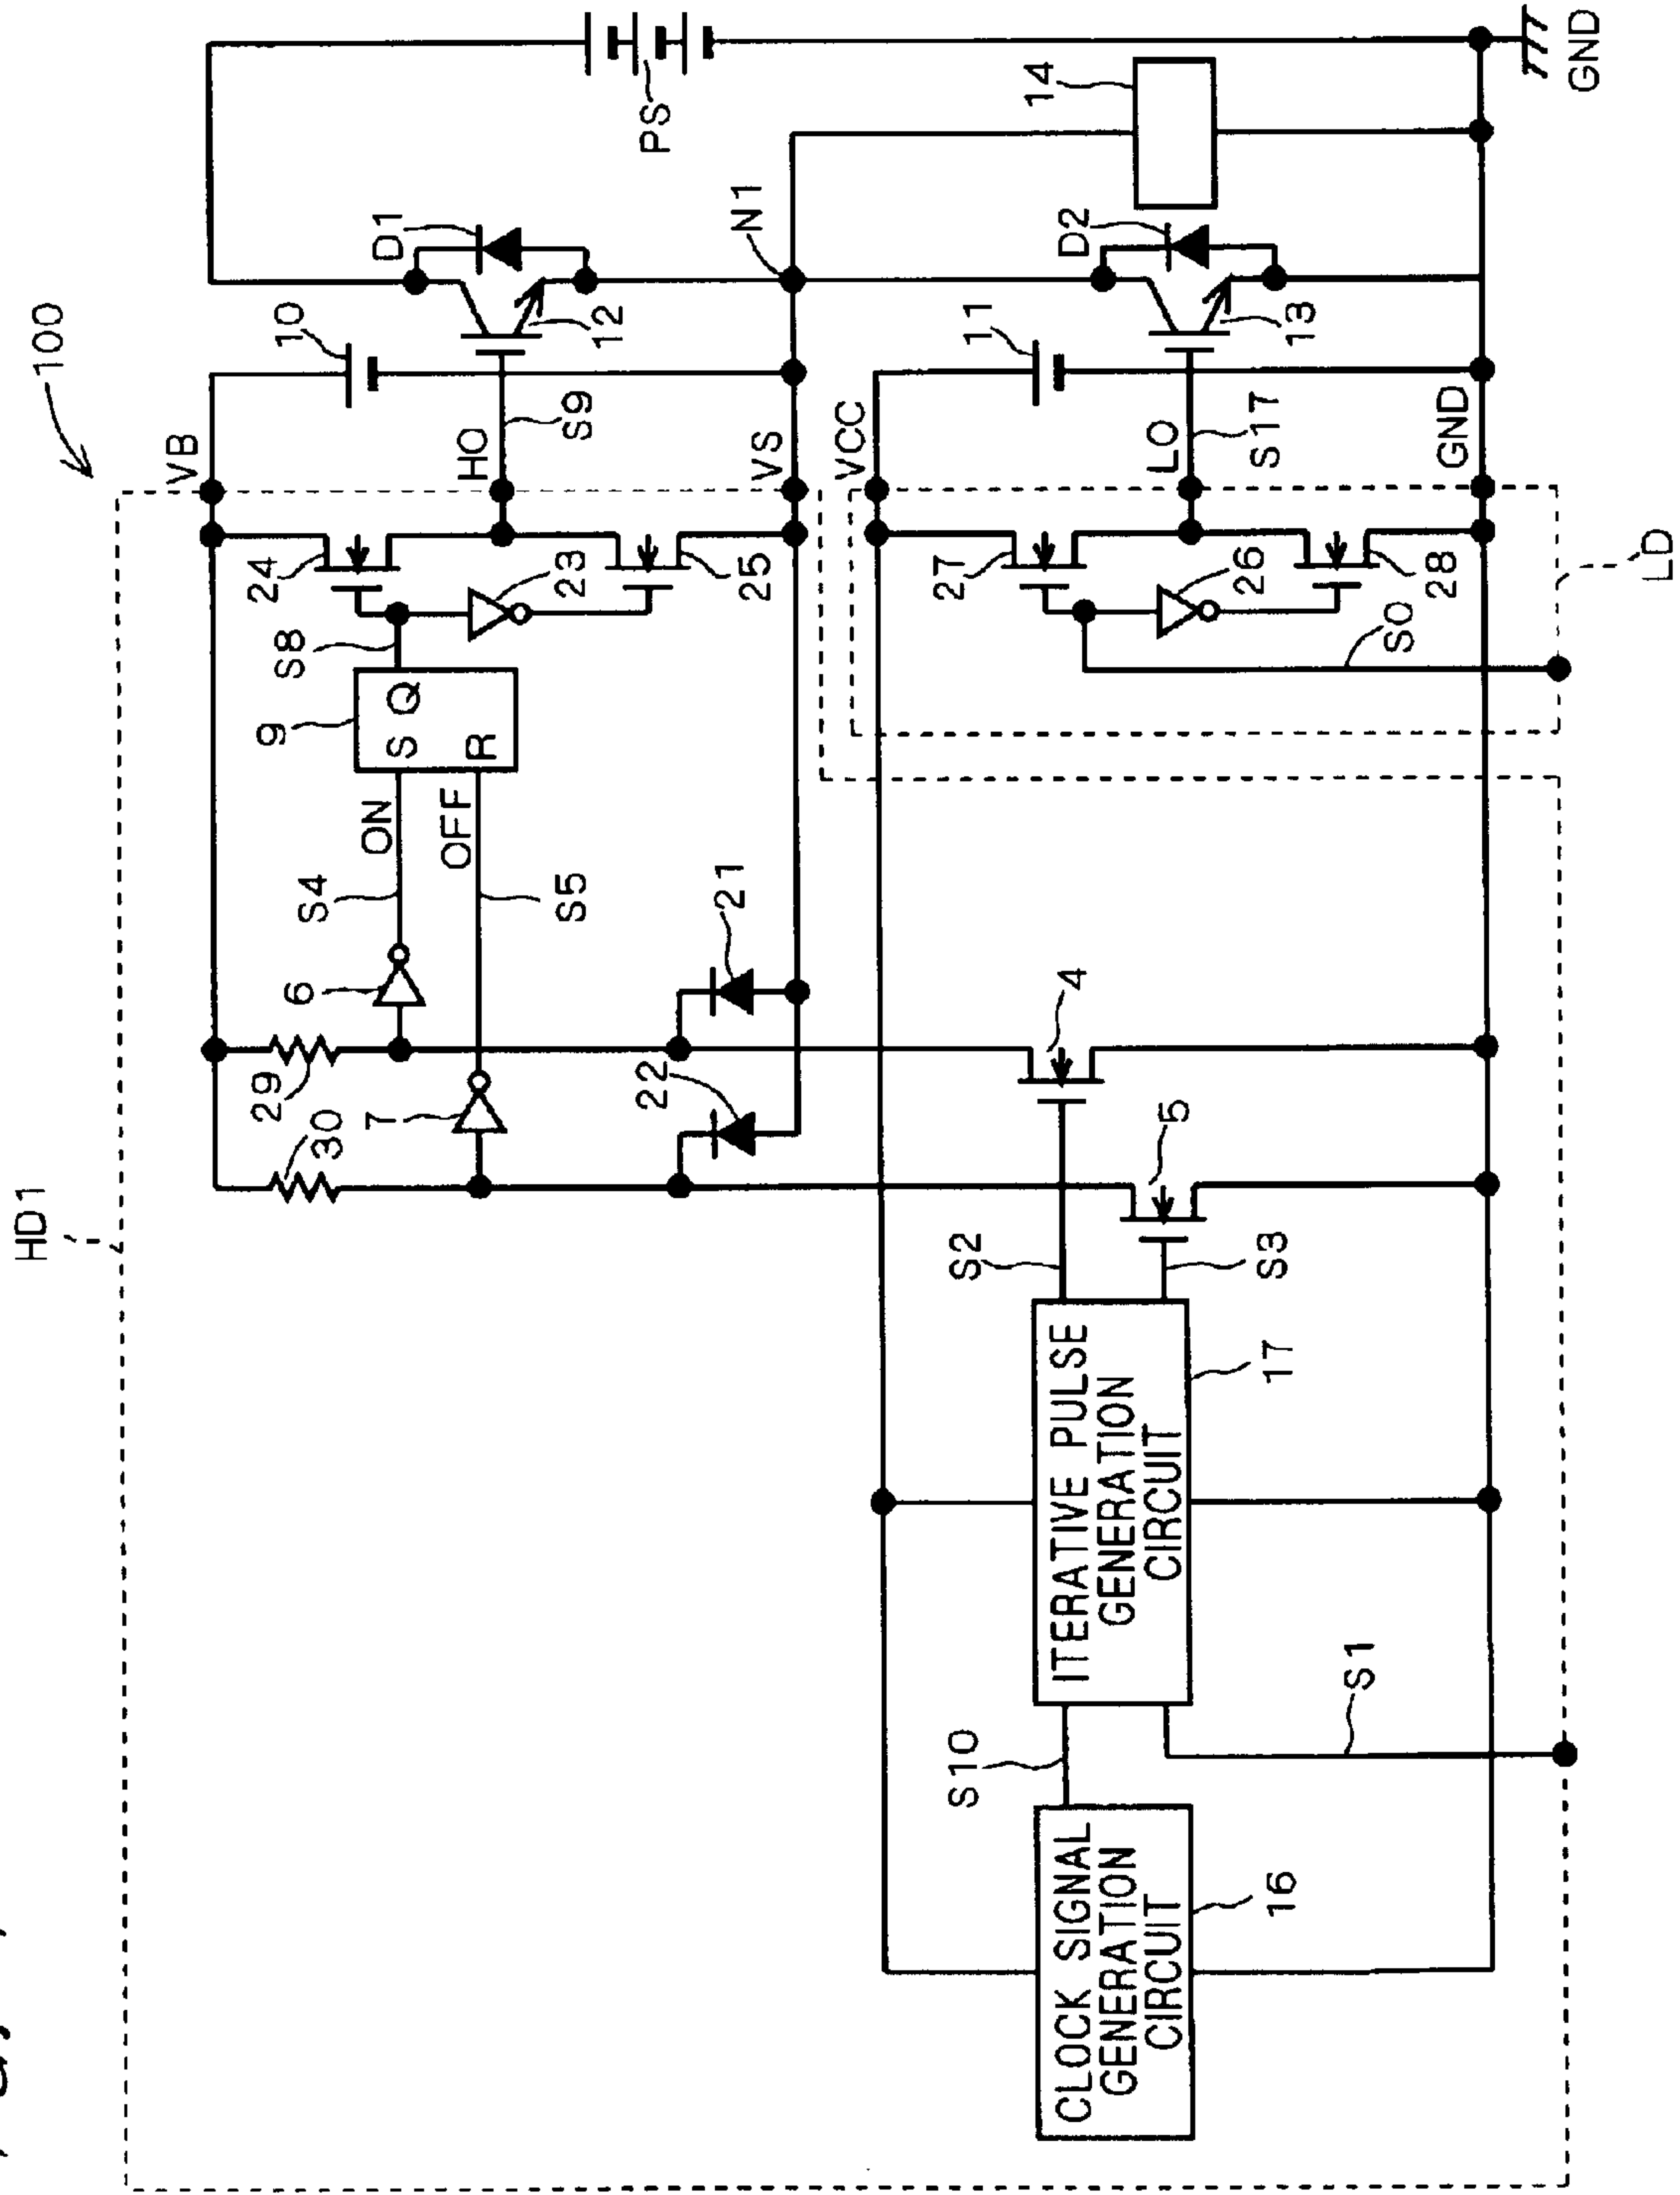 100
HD1
VB
10
D1
PS
24
HO
S9
12
S8
23
9
S Q
R
ON
OFF
S4
S5
6
29
30
7
25
VS
N1
21
22
VCC
11
14
D2
27
LO
S17
13
26
28
GND
GND
S0
LD
4
5
S2
S3
ITERATIVE PULSE
GENERATION
CIRCUIT
17
S10
S1
CLOCK SIGNAL
GENERATION
CIRCUIT
16